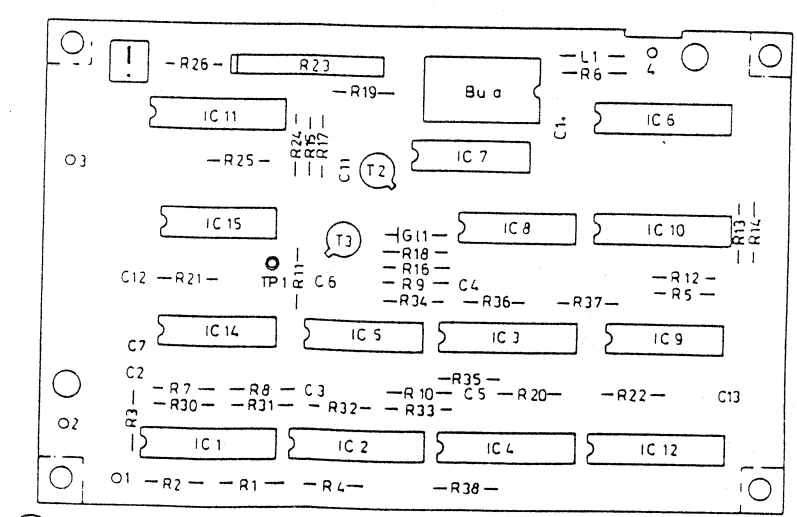 R26
R23
L1
R6
4
R19
Bu a
IC 11
IC 6
C1
R24
R15
R17
C11
T2
IC 7
3
R25
IC 15
T3
Gl1
IC 8
IC 10
R13
R14
R18
TP1
R11
R16
C12
R21
C6
R9
C4
R12
R5
R34
R36
R37
IC 14
IC 5
IC 3
IC 9
C7
C2
R35
R7
R8
C3
R10
C5
R20
R22
C13
R3
R30
R31
R32
R33
2
IC 1
IC 2
IC 4
IC 12
1
R2
R1
R4
R38